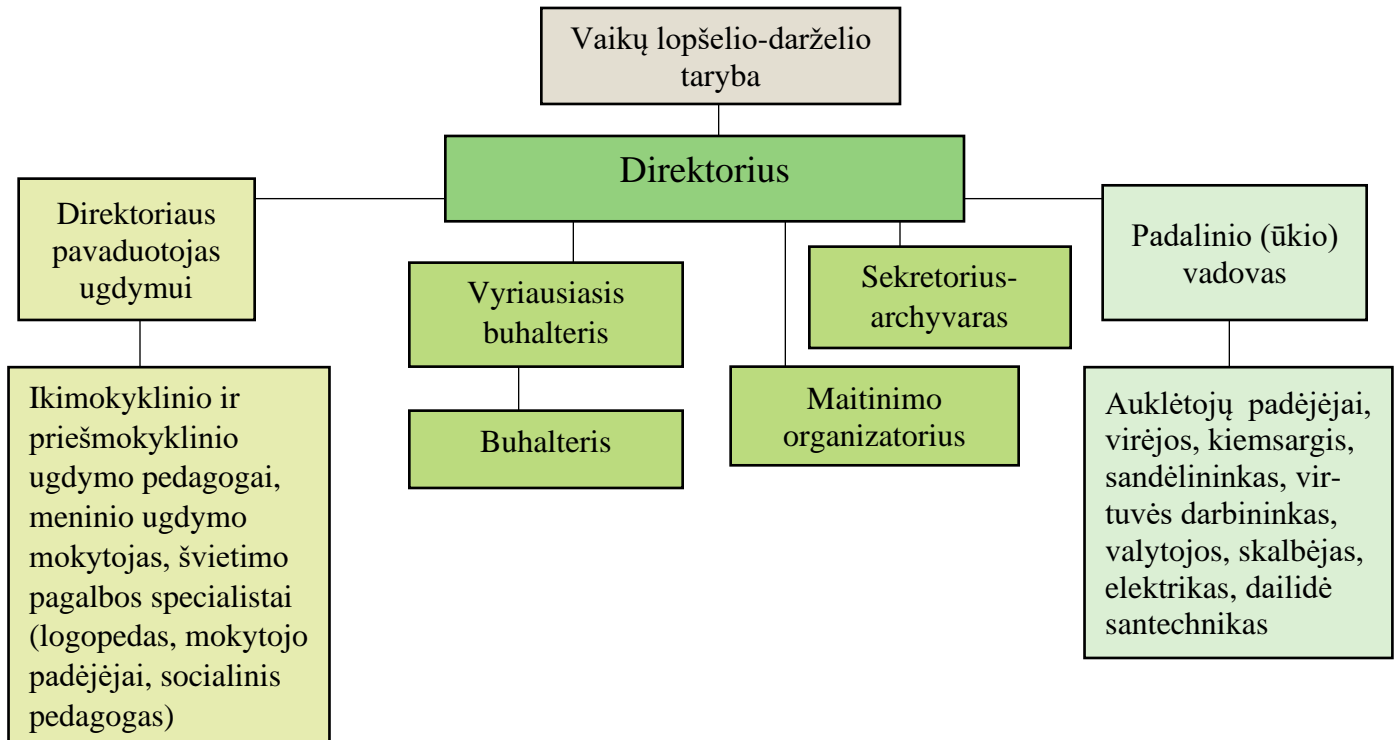 Vaikų lopšelio-darželio
taryba
Direktorius
Direktoriaus
pavaduotojas
ugdymui
Vyriausiasis
buhalteris
Sekretorius-
archyvaras
Padalinio (ūkio)
vadovas
Ikimokyklinio ir
priešmokyklinio
ugdymo pedagogai,
meninio ugdymo
mokytojas, švietimo
pagalbos specialistai
(logopedas, mokytojo
padėjėjai, socialinis
pedagogas)
Buhalteris
Maitinimo
organizatorius
Auklėtojų padėjėjai,
virėjos, kiemsargis,
sandėlininkas, vir-
tuvės darbininkas,
valytojos, skalbėjas,
elektrikas, dailidė
santechnikas